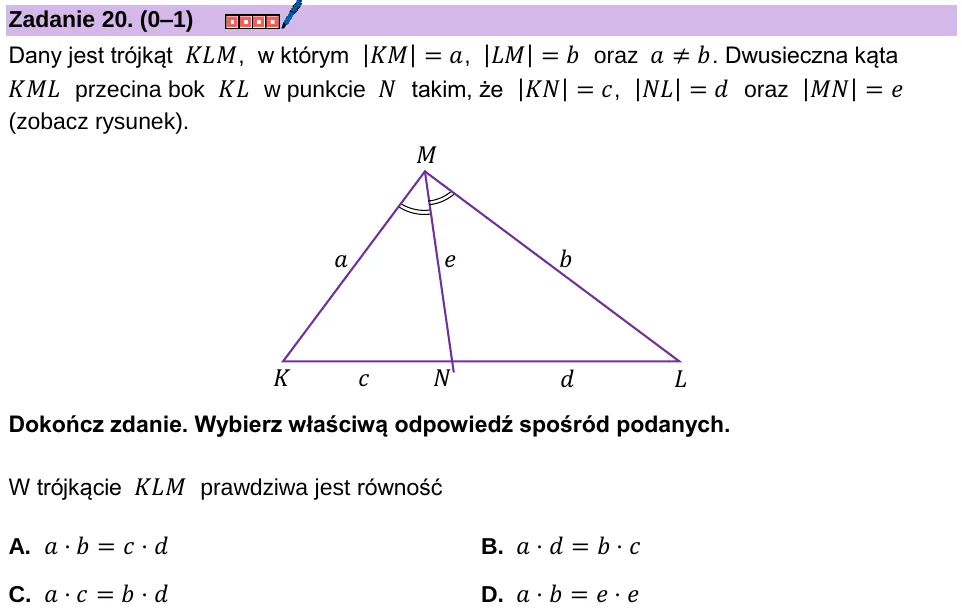 Zadanie 20. (0–1)
Dany jest trójkąt KLM, w którym |KM| = a, |LM| = b oraz a ≠ b. Dwusieczna kąta
KML przecina bok KL w punkcie N takim, że |KN| = c, |NL| = d oraz |MN| = e
(zobacz rysunek).
M
a e b
K c N d L
Dokończ zdanie. Wybierz właściwą odpowiedź spośród podanych.
W trójkącie KLM prawdziwa jest równość
A. a · b = c · d B. a · d = b · c
C. a · c = b · d D. a · b = e · e